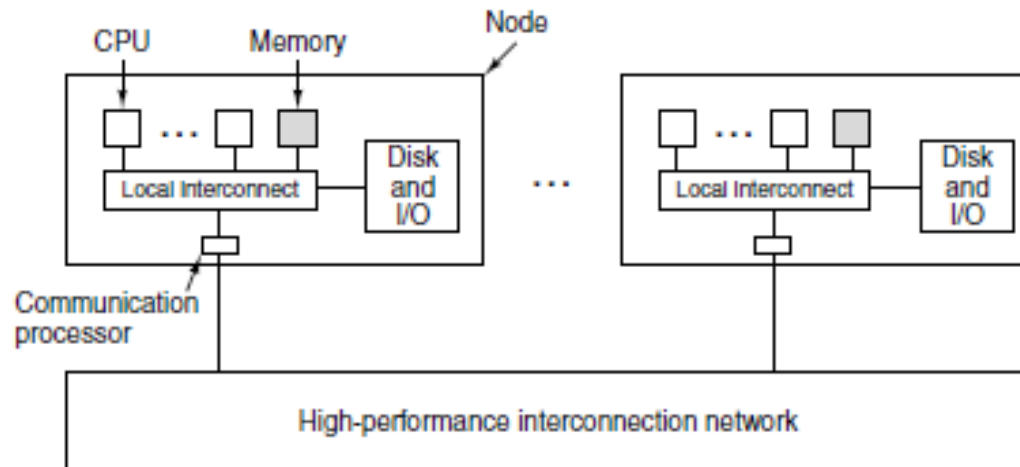 Node
CPU
Memory
...
...
Local Interconnect
Disk
and
I/O
...
Local Interconnect
Disk
and
I/O
Communication
processor
High-performance interconnection network